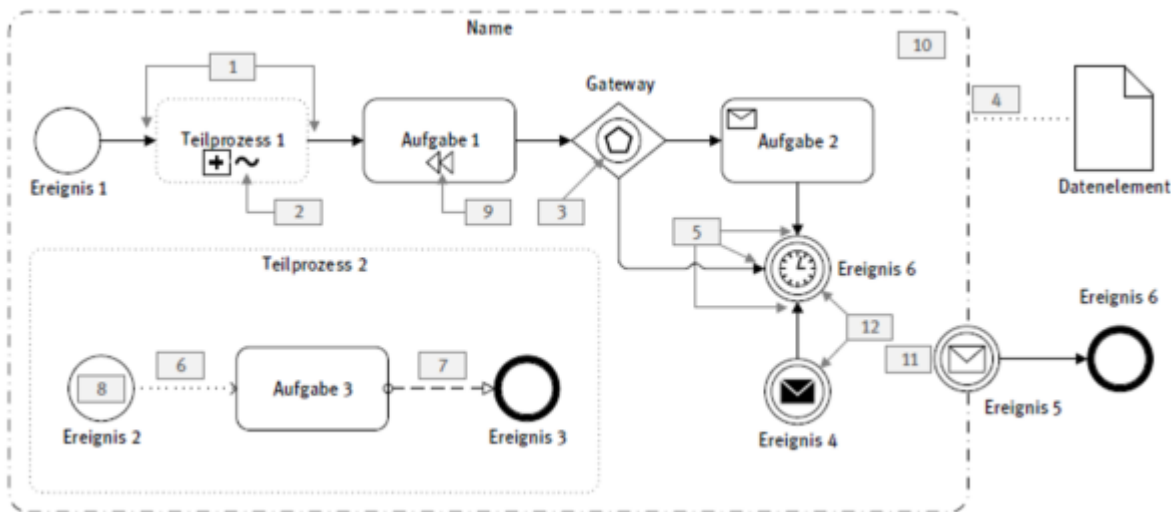 Name
10
1
Gateway
4
Teilprozess 1
Aufgabe 1
Aufgabe 2
Ereignis 1
Datenelement
2
9
3
5
Teilprozess 2
Ereignis 6
Ereignis 6
12
6
7
11
8
Aufgabe 3
Ereignis 2
Ereignis 3
Ereignis 4
Ereignis 5